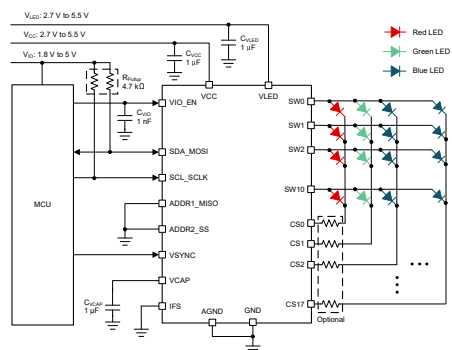 VLED: 2.7 V to 5.5 V
VCC: 2.7 V to 5.5 V
VIO: 1.8 V to 5 V
CVCC
1 µF
CVLED
1 µF
Red LED
Green LED
Blue LED
RPullup
4.7 kΩ
VCC
VLED
VIO_EN
CVIO
1 nF
SW0
SW1
SW2
SW10
SDA_MOSI
SCL_SCLK
MCU
ADDR1_MISO
ADDR2_SS
VSYNC
VCAP
CVCAP
1 µF
IFS
CS0
CS1
CS2
CS17
Optional
AGND
GND